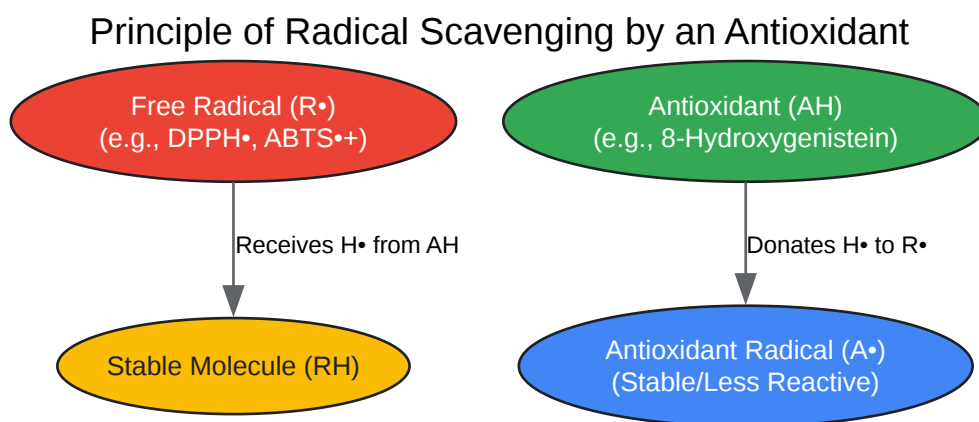 Principle of Radical Scavenging by an Antioxidant
Free Radical (R•)
(e.g., DPPH•, ABTS•+)
Antioxidant (AH)
(e.g., 8-Hydroxygenistein)
Receives H• from AH
Donates H• to R•
Stable Molecule (RH)
Antioxidant Radical (A•)
(Stable/Less Reactive)